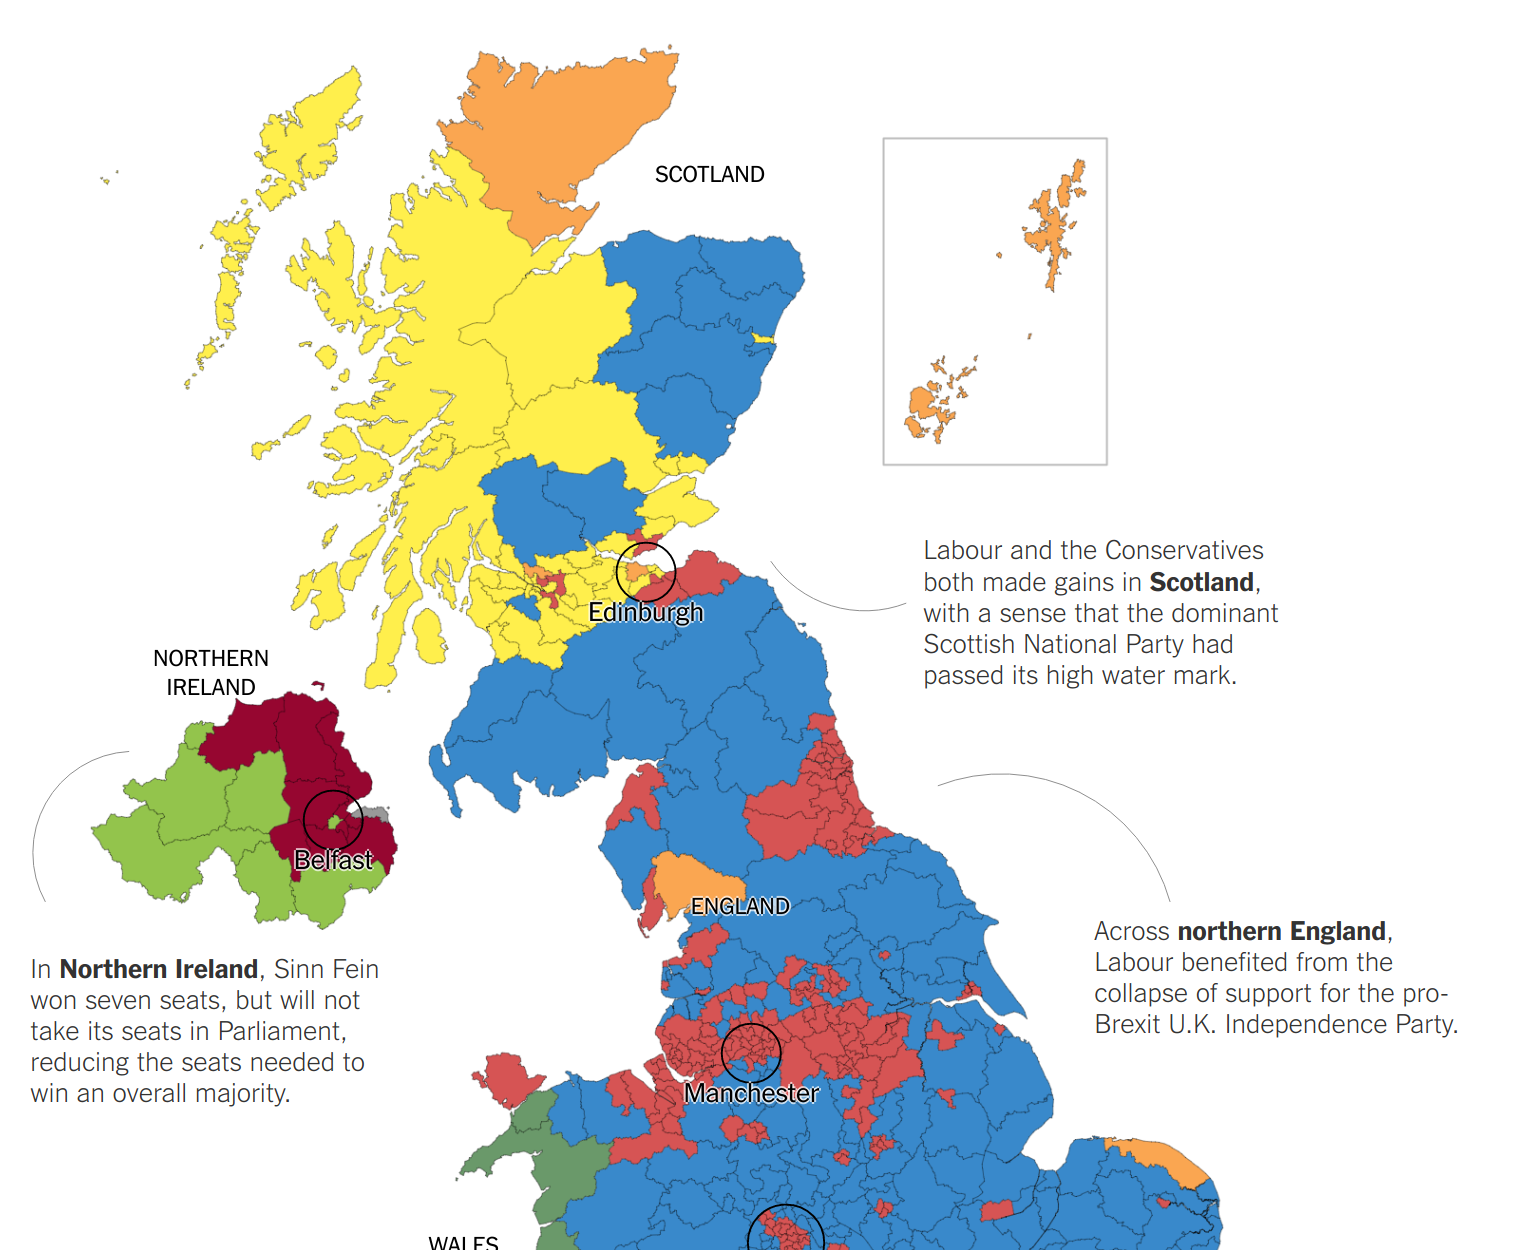 SCOTLAND
Labour and the Conservatives
both made gains in Scotland,
with a sense that the dominant
Scottish National Party had
passed its high water mark.
Edinburgh
NORTHERN
IRELAND
Belfast
ENGLAND
Across northern England,
Labour benefited from the
collapse of support for the pro-
Brexit U.K. Independence Party.
In Northern Ireland, Sinn Fein
won seven seats, but will not
take its seats in Parliament,
reducing the seats needed to
win an overall majority.
Manchester
WALES